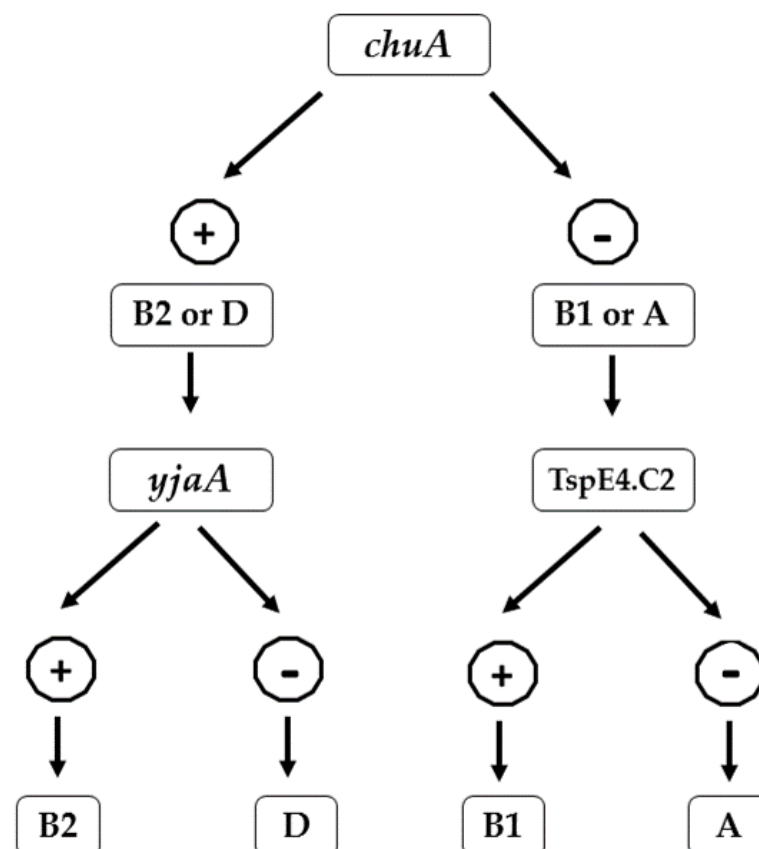 chuA
+ -
B2 or D B1 or A
yjaA TspE4.C2
+ - + -
B2 D B1 A